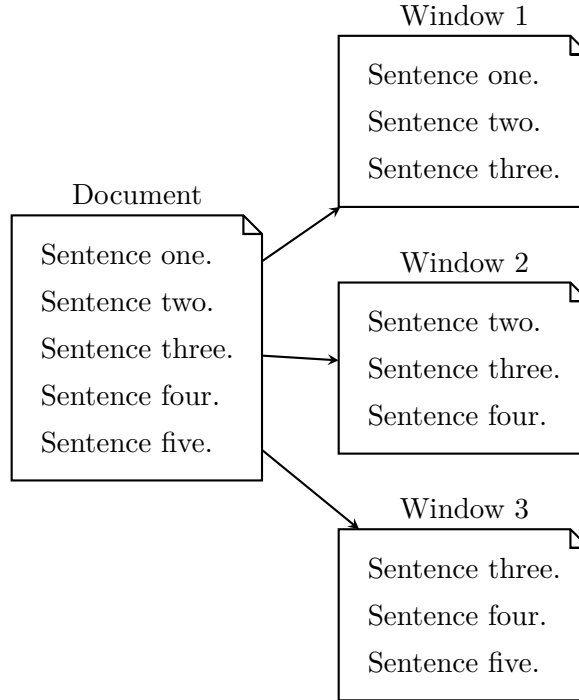 Document
Sentence one.
Sentence two.
Sentence three.
Sentence four.
Sentence five.
Window 1
Sentence one.
Sentence two.
Sentence three.
Window 2
Sentence two.
Sentence three.
Sentence four.
Window 3
Sentence three.
Sentence four.
Sentence five.